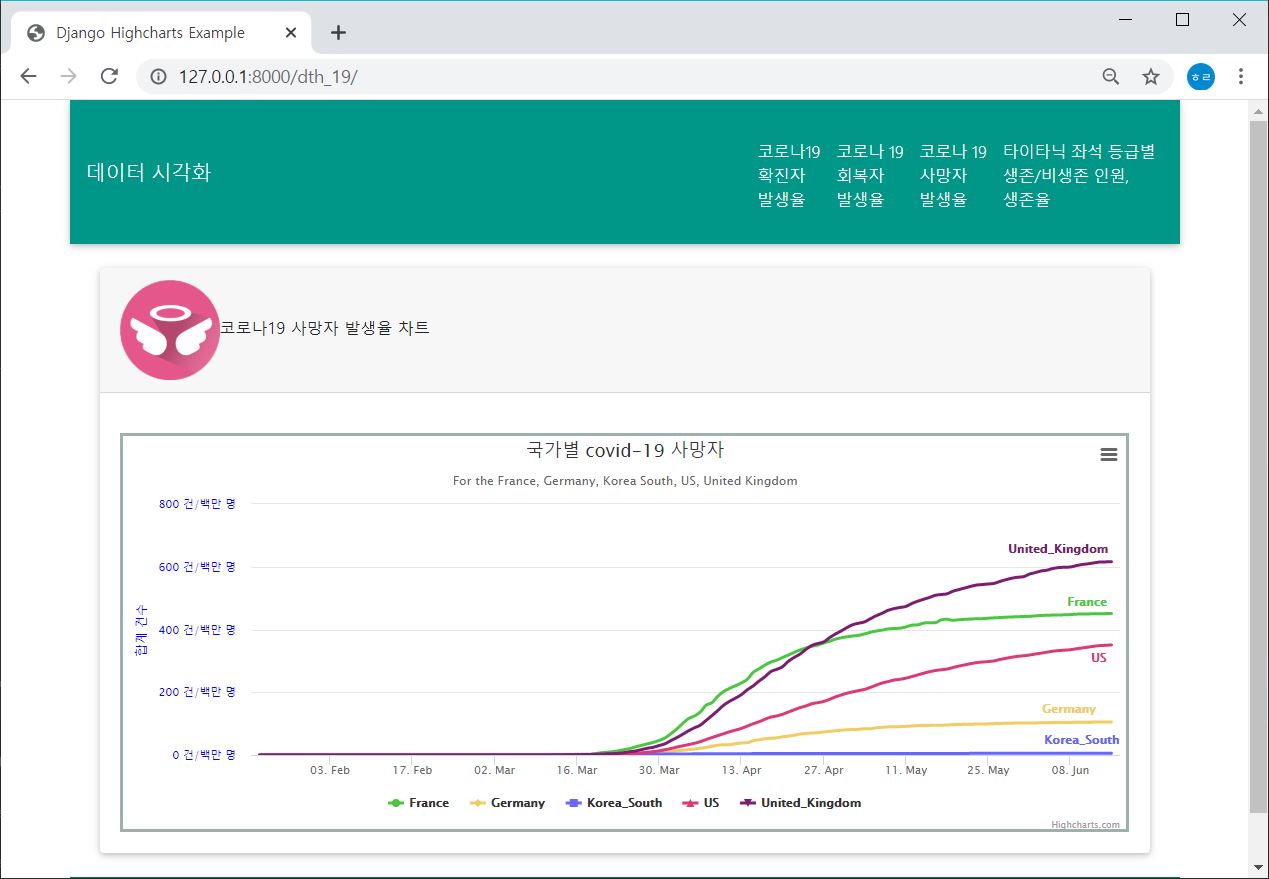 Django Highcharts Example
127.0.0.1:8000/dth_19/
ㅎㄹ
데이터 시각화
코로나19
확진자
발생율
코로나 19
회복자
발생율
코로나 19
사망자
발생율
타이타닉 좌석 등급별
생존/비생존 인원,
생존율
코로나19 사망자 발생율 차트
국가별 covid-19 사망자
For the France, Germany, Korea South, US, United Kingdom
합계 건수
800 건/백만 명
600 건/백만 명
400 건/백만 명
200 건/백만 명
0 건/백만 명
United_Kingdom
France
US
Germany
Korea_South
03. Feb 17. Feb 02. Mar 16. Mar 30. Mar 13. Apr 27. Apr 11. May 25. May 08. Jun
France Germany Korea_South US United_Kingdom
Highcharts.com